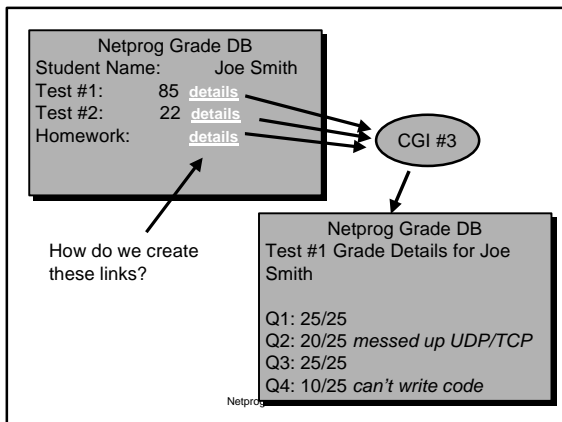 Netprog Grade DB
Student Name: Joe Smith
Test #1: 85 details
Test #2: 22 details
Homework: details
CGI #3
How do we create
these links?
Netprog Grade DB
Test #1 Grade Details for Joe
Smith
Q1: 25/25
Q2: 20/25 messed up UDP/TCP
Q3: 25/25
Q4: 10/25 can't write code
Netprog